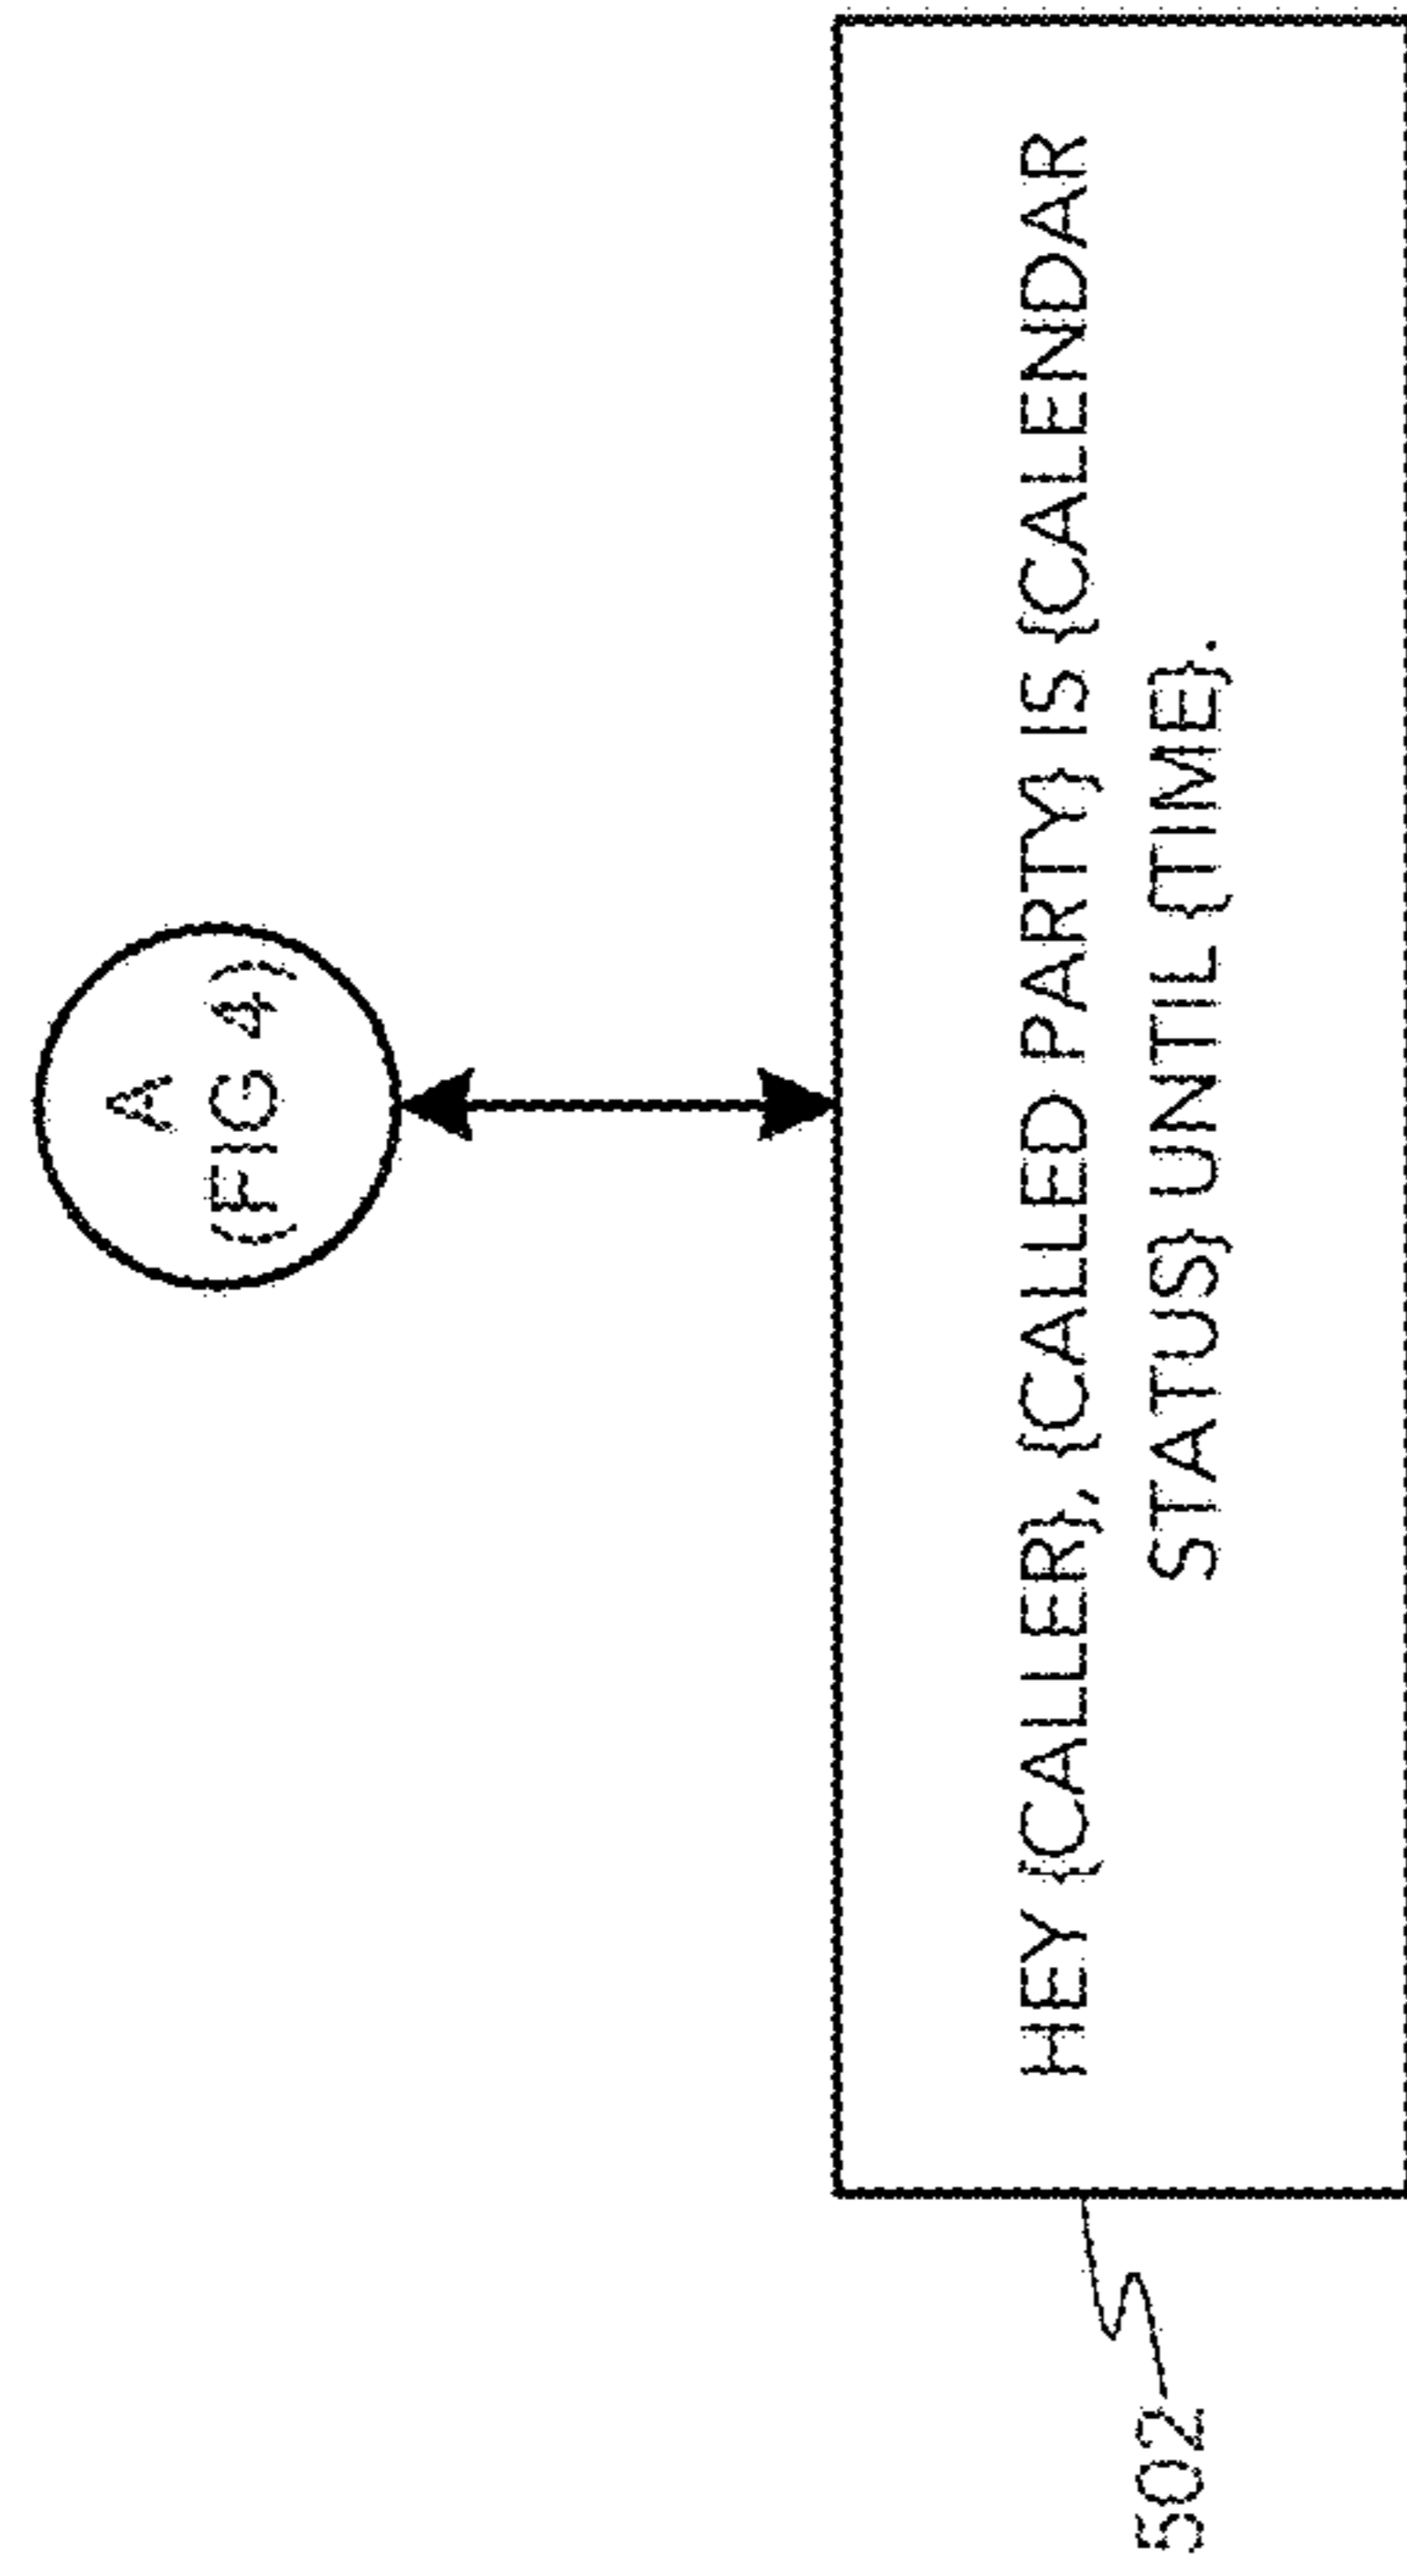 A
(FIG 4)
HEY {CALLER}, {CALLED PARTY} IS {CALENDAR
STATUS} UNTIL {TIME}.
502